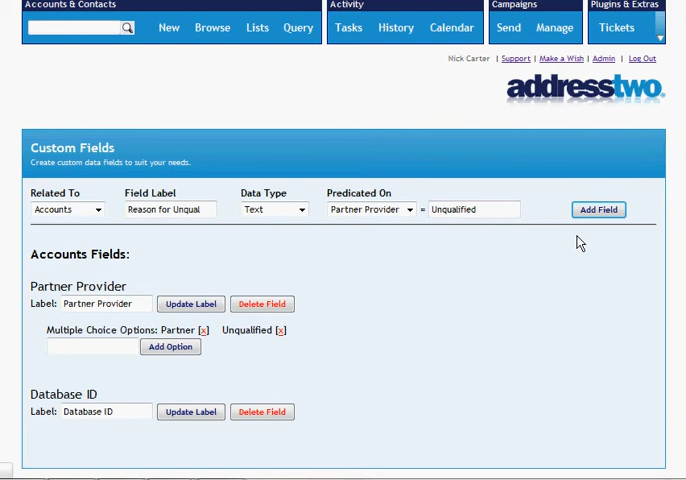 Accounts & Contacts Activity Campaigns Plugins & Extras
New Browse Lists Query Tasks History Calendar Send Manage Tickets
Nick Carter | Support | Make a Wish | Admin | Log Out
addresstwo
Custom Fields
Create custom data fields to suit your needs.
Related To Field Label Data Type Predicated On
Accounts Reason for Unqual Text Partner Provider = Unqualified Add Field
Accounts Fields:
Partner Provider
Label: Partner Provider Update Label Delete Field
Multiple Choice Options: Partner [x] Unqualified [x]
Add Option
Database ID
Label: Database ID Update Label Delete Field